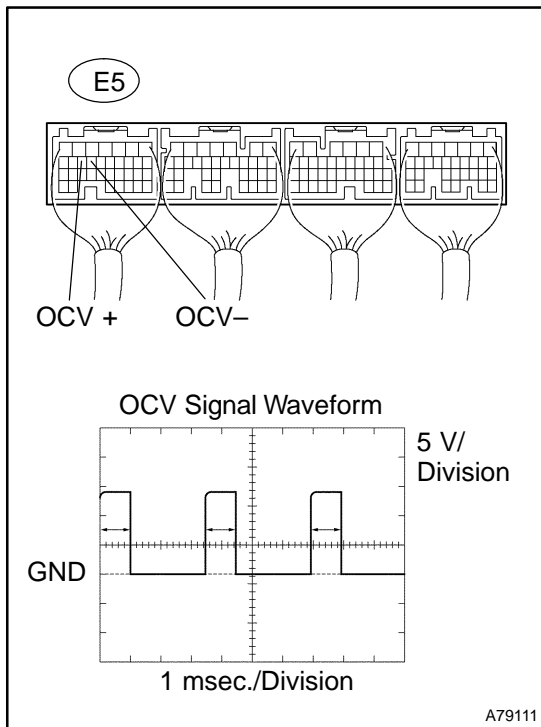 E5
OCV + OCV–
OCV Signal Waveform
5 V/
Division
GND
1 msec./Division
A79111